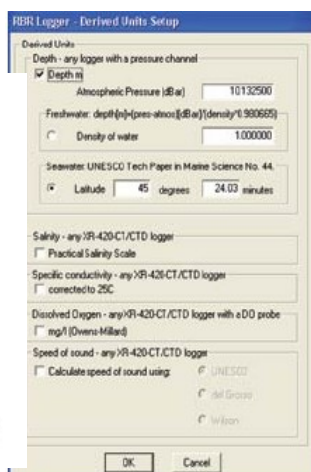 RBR Logger - Derived Units Setup
Derived Units
Depth - any logger with a pressure channel
Depth m
Atmospheric Pressure (dBar) 10.132500
Freshwater: depth[m]=(pres-atmos)[dBar]/(density*0.980665)
Density of water 1.000000
Seawater: UNESCO Tech Paper in Marine Science No. 44.
Latitude 45 degrees 24.03 minutes
Salinity - any XR-420-CT/CTD logger
Practical Salinity Scale
Specific conductivity - any XR-420-CT/CTD logger
corrected to 25C
Dissolved Oxygen - any XR-420-CT/CTD logger with a DO probe
mg/l (Owens-Millard)
Speed of sound - any XR-420-CT/CTD logger
Calculate speed of sound using: UNESCO
del Grosso
Wilson
OK Cancel